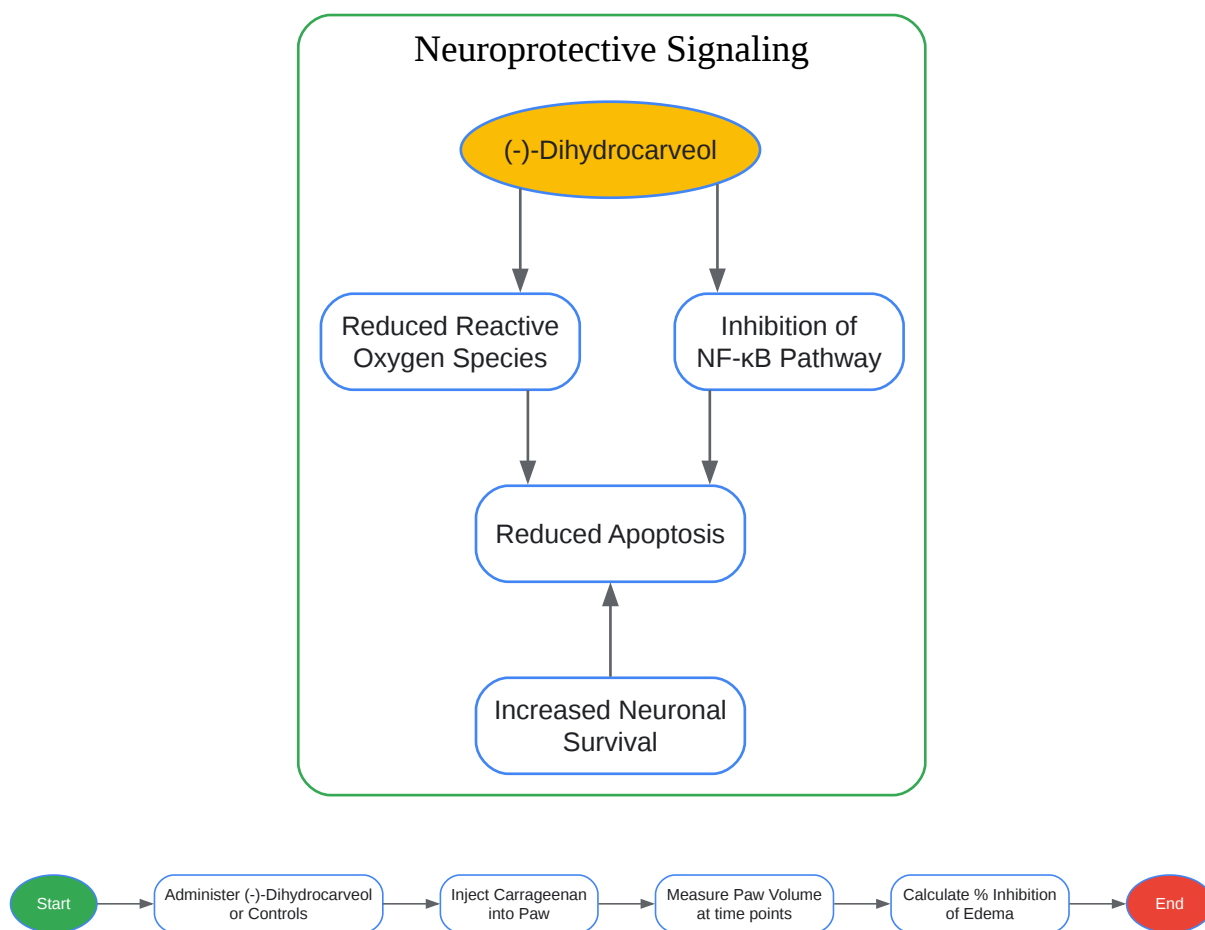 Neuroprotective Signaling
(-)-Dihydrocarveol
Reduced Reactive
Oxygen Species
Inhibition of
NF-κB Pathway
Reduced Apoptosis
Increased Neuronal
Survival
Start
Administer (-)-Dihydrocarveol
or Controls
Inject Carrageenan
into Paw
Measure Paw Volume
at time points
Calculate % Inhibition
of Edema
End